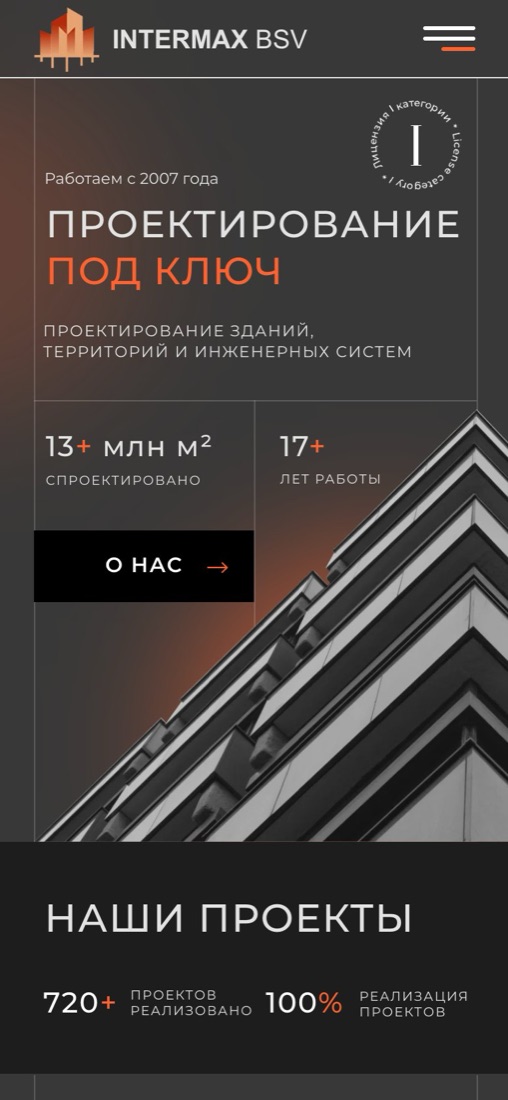 INTERMAX BSV
Лицензия I категории * License category I *
I
Работаем с 2007 года
ПРОЕКТИРОВАНИЕ
ПОД КЛЮЧ
ПРОЕКТИРОВАНИЕ ЗДАНИЙ,
ТЕРРИТОРИЙ И ИНЖЕНЕРНЫХ СИСТЕМ
13+ млн м²
СПРОЕКТИРОВАНО
17+
ЛЕТ РАБОТЫ
О НАС →
НАШИ ПРОЕКТЫ
720+
ПРОЕКТОВ
РЕАЛИЗОВАНО
100%
РЕАЛИЗАЦИЯ
ПРОЕКТОВ